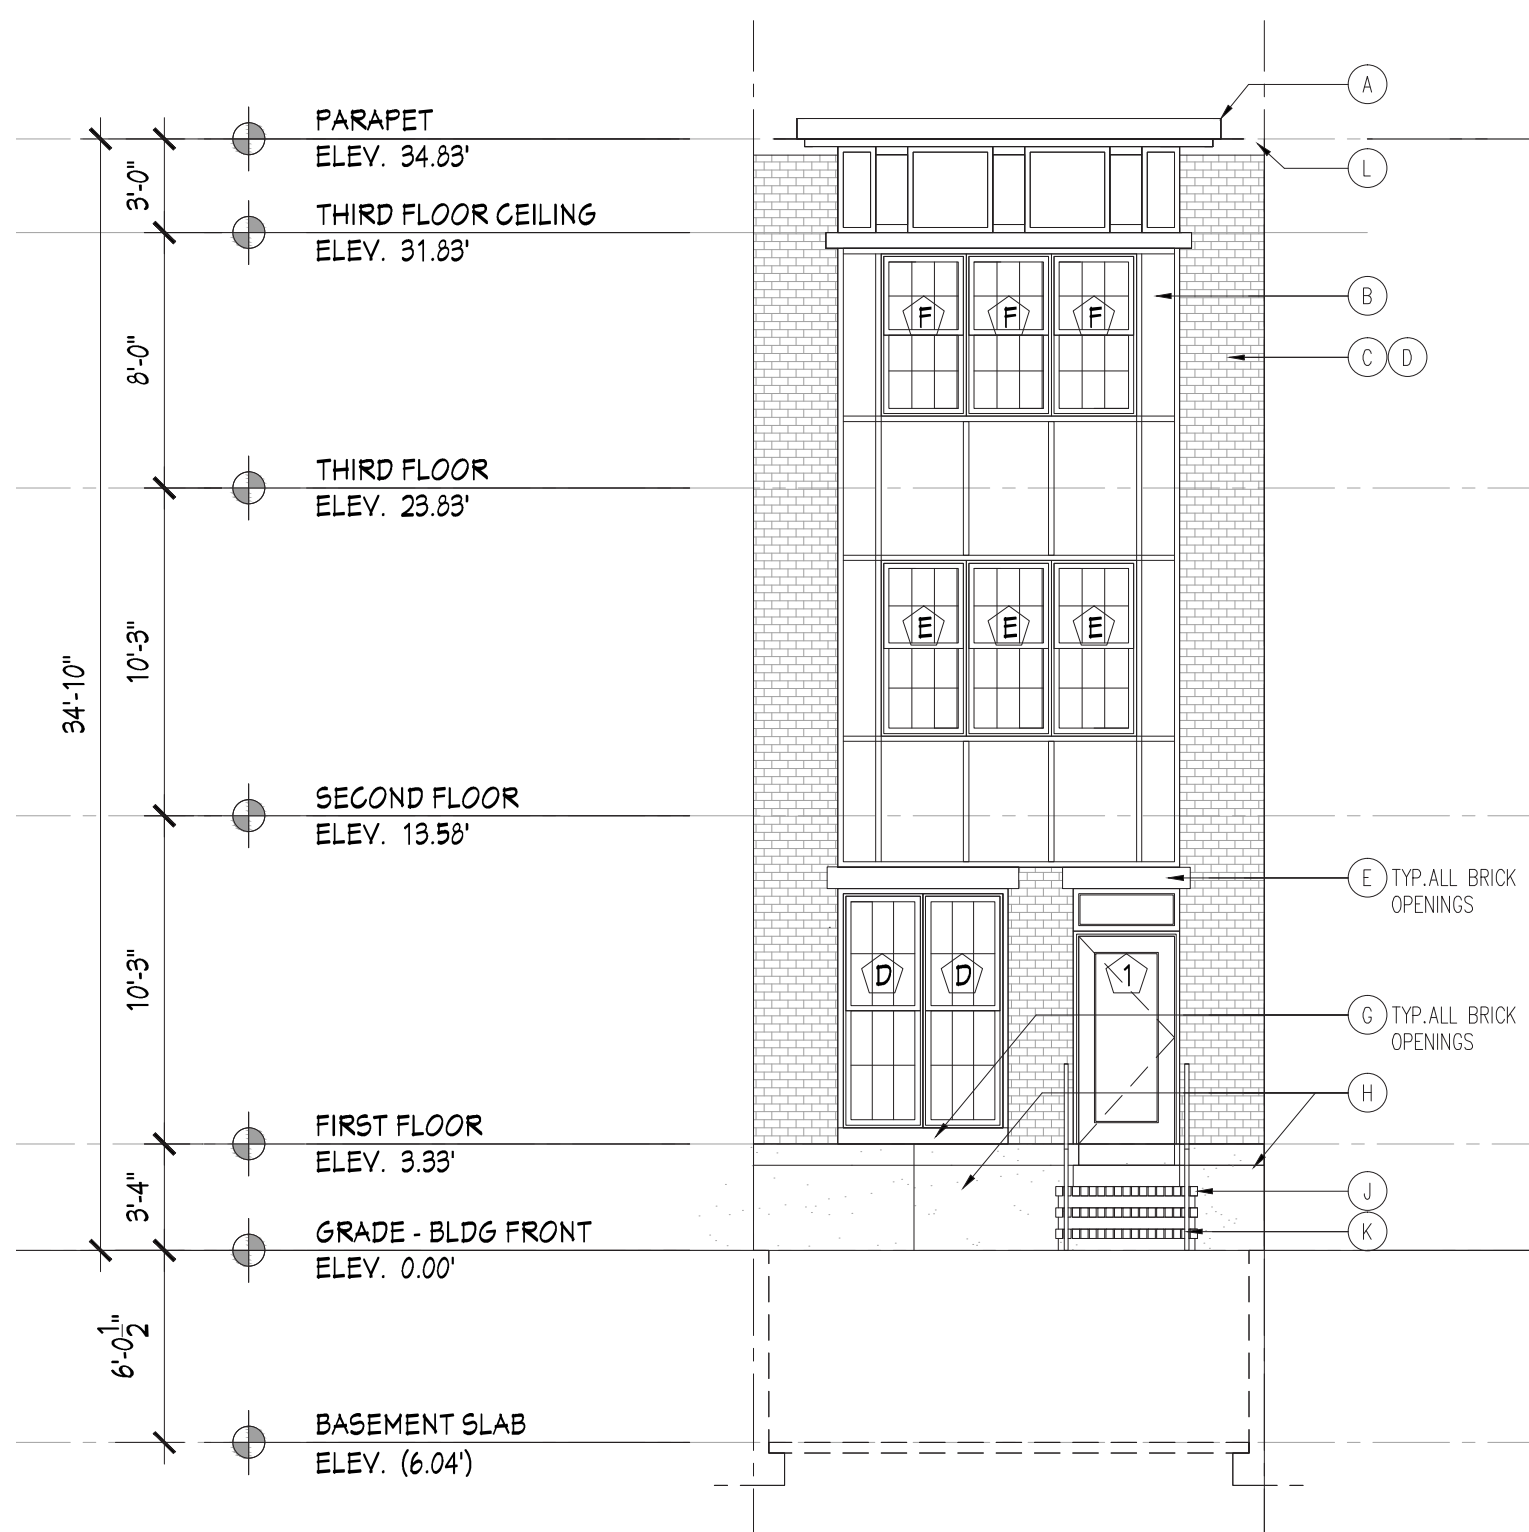 A
PARAPET
ELEV. 34.83'
L
3'-0"
THIRD FLOOR CEILING
ELEV. 31.83'
B
F F F
8'-0"
C D
THIRD FLOOR
ELEV. 23.83'
10'-3"
E E E
34'-10"
SECOND FLOOR
ELEV. 13.58'
E TYP.ALL BRICK
OPENINGS
10'-3"
D D 1
G TYP.ALL BRICK
OPENINGS
H
FIRST FLOOR
ELEV. 3.33'
3'-4"
J
K
GRADE - BLDG FRONT
ELEV. 0.00'
6'-0 1/2"
BASEMENT SLAB
ELEV. (6.04')